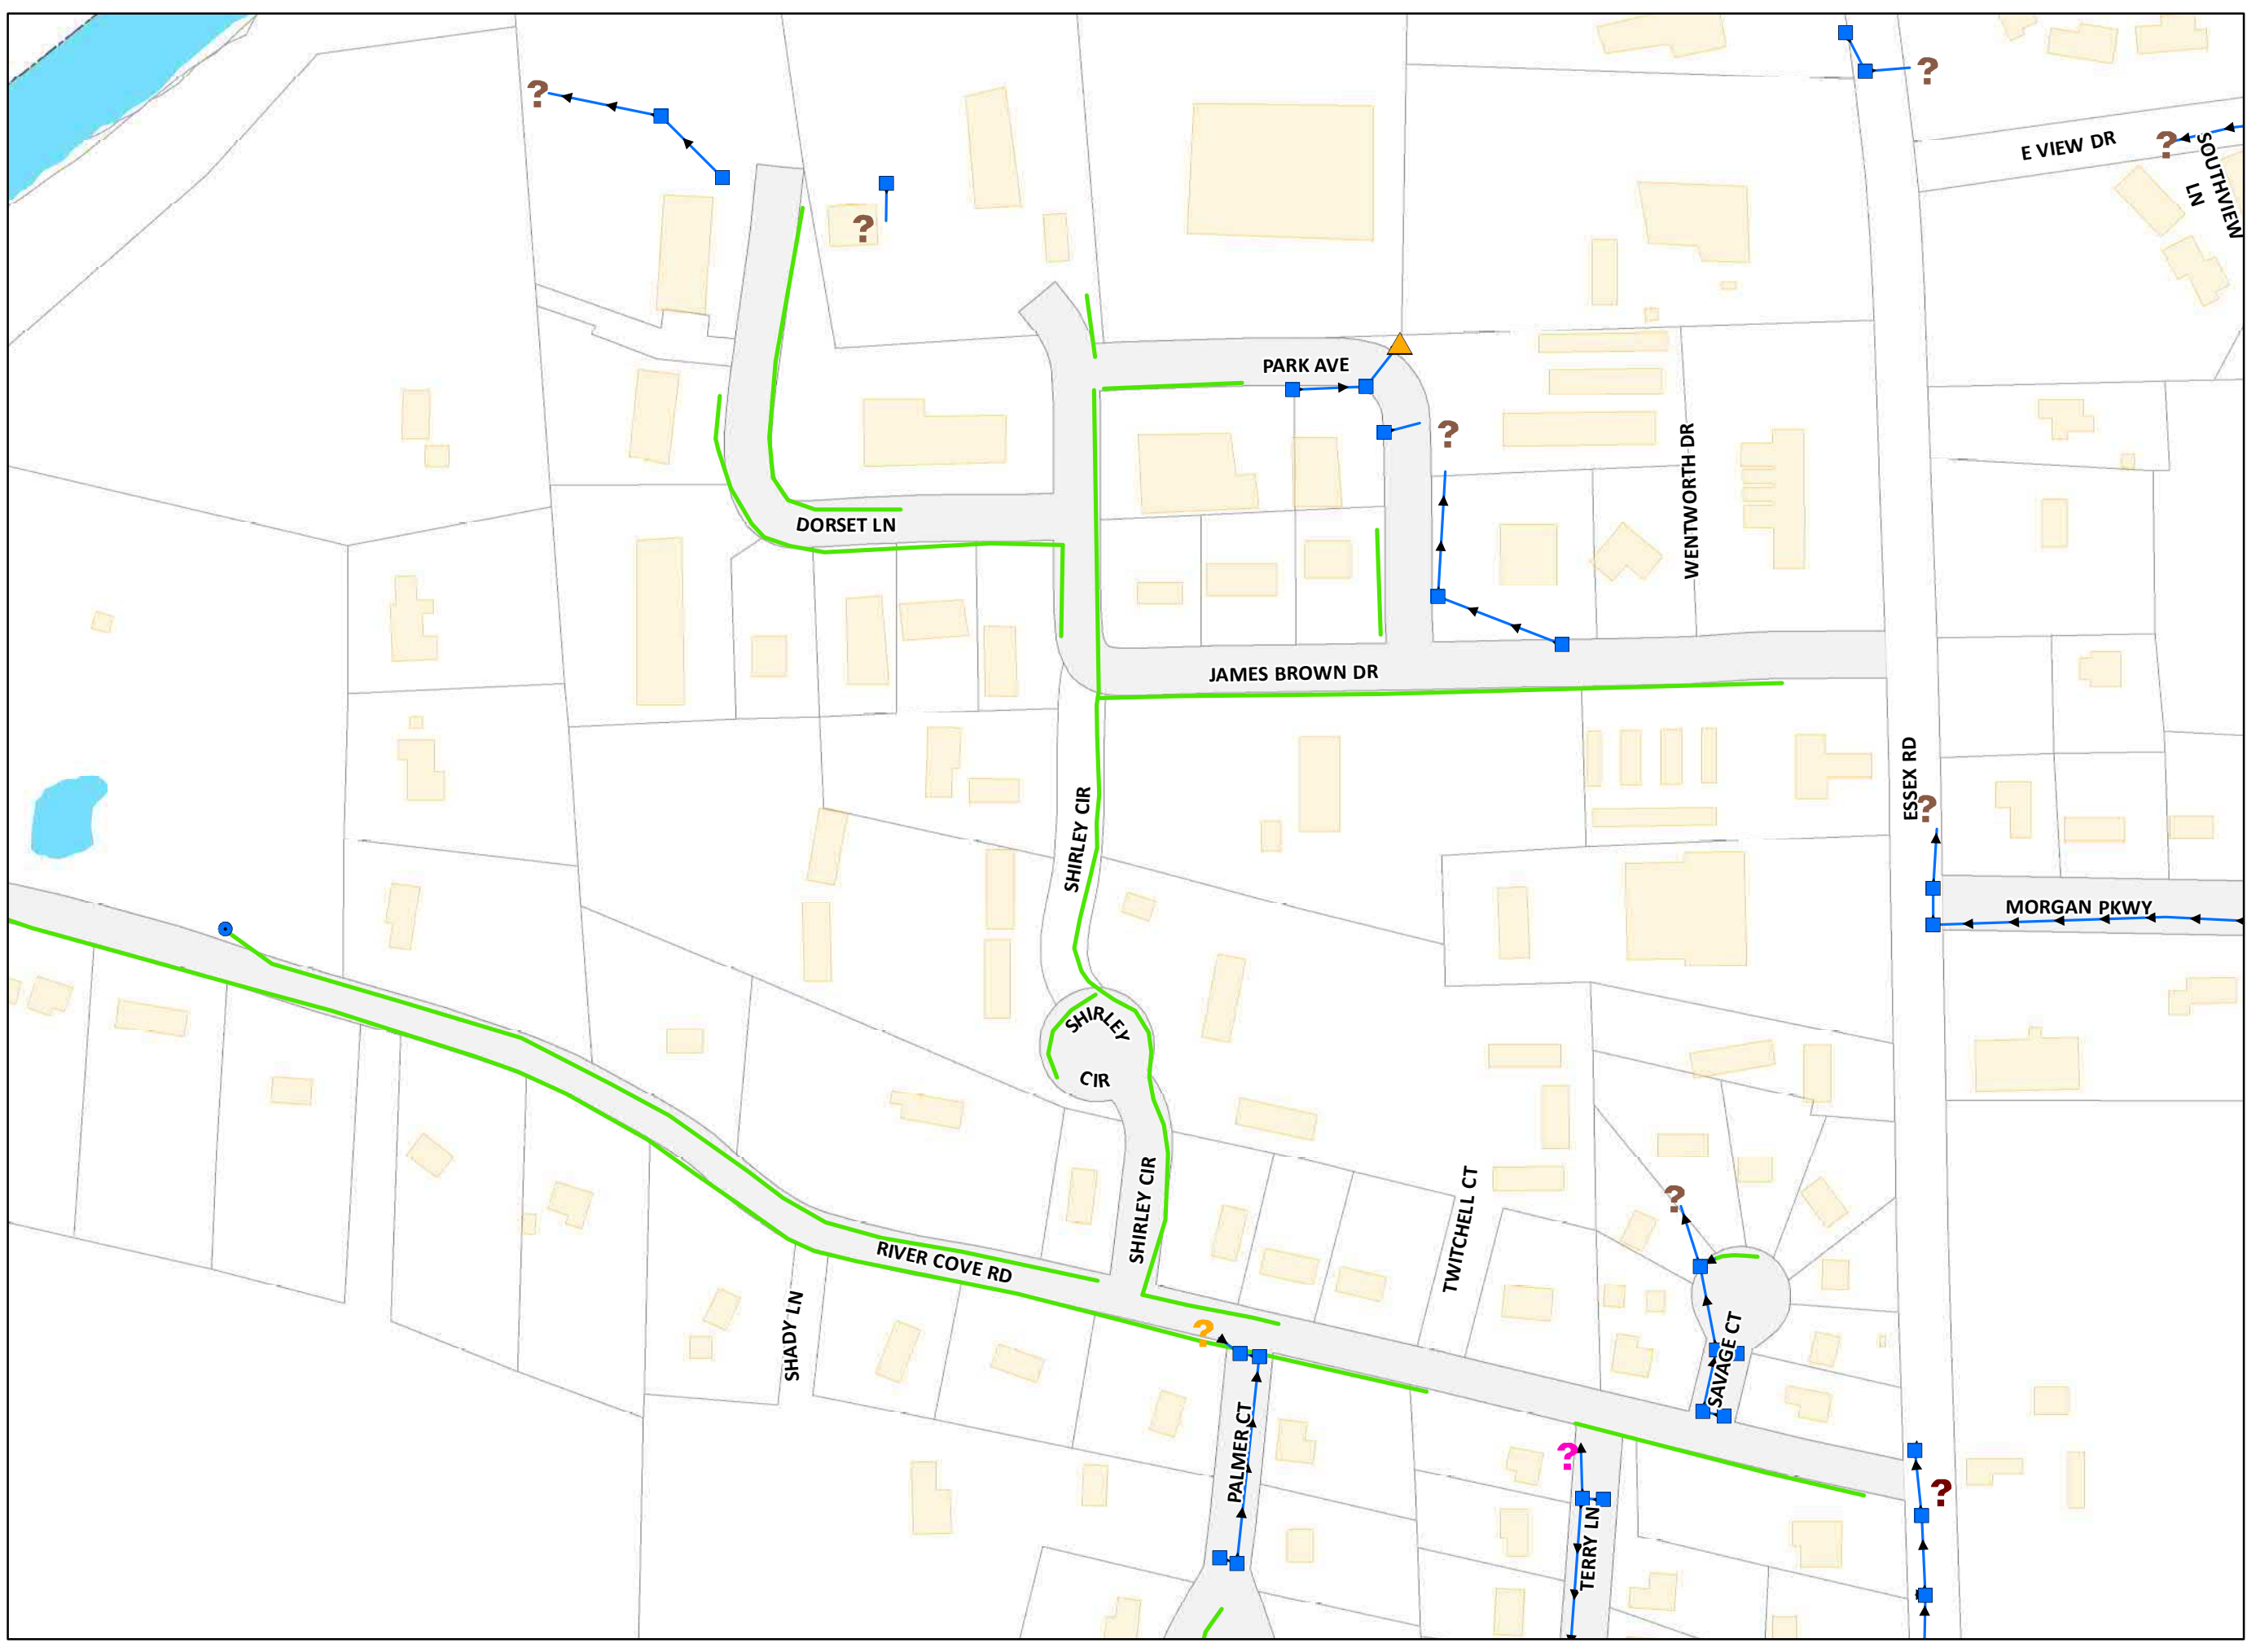 ?
?
?
E VIEW DR
?
SOUTHVIEW
LN
?
PARK AVE
?
WENTWORTH DR
DORSET LN
JAMES BROWN DR
ESSEX RD
?
SHIRLEY CIR
MORGAN PKWY
SHIRLEY
CIR
SHIRLEY CIR
TWITCHELL CT
?
RIVER COVE RD
SHADY LN
?
SAVAGE CT
PALMER CT
?
?
TERRY LN